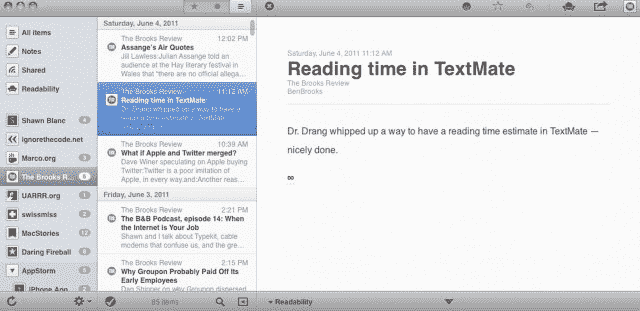 All items
Notes
Shared
Readability
Shawn Blanc
ignorethecode.net
Marco.org
The Brooks R...
UARRR.org
swissmiss
MacStories
Daring Fireball
AppStorm
iPhone App
Saturday, June 4, 2011
The Brooks Review 12:02 PM
Assange's Air Quotes
Jill Lawless Julian Assange told an
audience at the Hay literary festival in
Wales that "there are no official allega...
The Brooks Review 11:12 AM
Reading time in TextMate
Dr. Drang whipped up a way to have a
reading time estimate in TextMate
The Brooks Review 10:39 AM
What if Apple and Twitter merged?
Dave Winer speculating on Apple buying
Twitter:Twitter is a poor imitation of
Apple, in every way and:Another reas...
Friday, June 3, 2011
The Brooks Review 2:21 PM
The B&B Podcast, episode 14: When
the Internet is Your Job
Shawn and I talk about Typekit, cable
modems that confuse us, and the gre...
The Brooks Review 2:15 PM
Why Groupon Probably Paid Off Its
Early Employees
Dan Shipper on why Groupon dispersed
85 items
Saturday, June 4, 2011 11:12 AM
Reading time in TextMate
The Brooks Review
BenBrooks
Dr. Drang whipped up a way to have a reading time estimate in TextMate —
nicely done.
∞
Readability